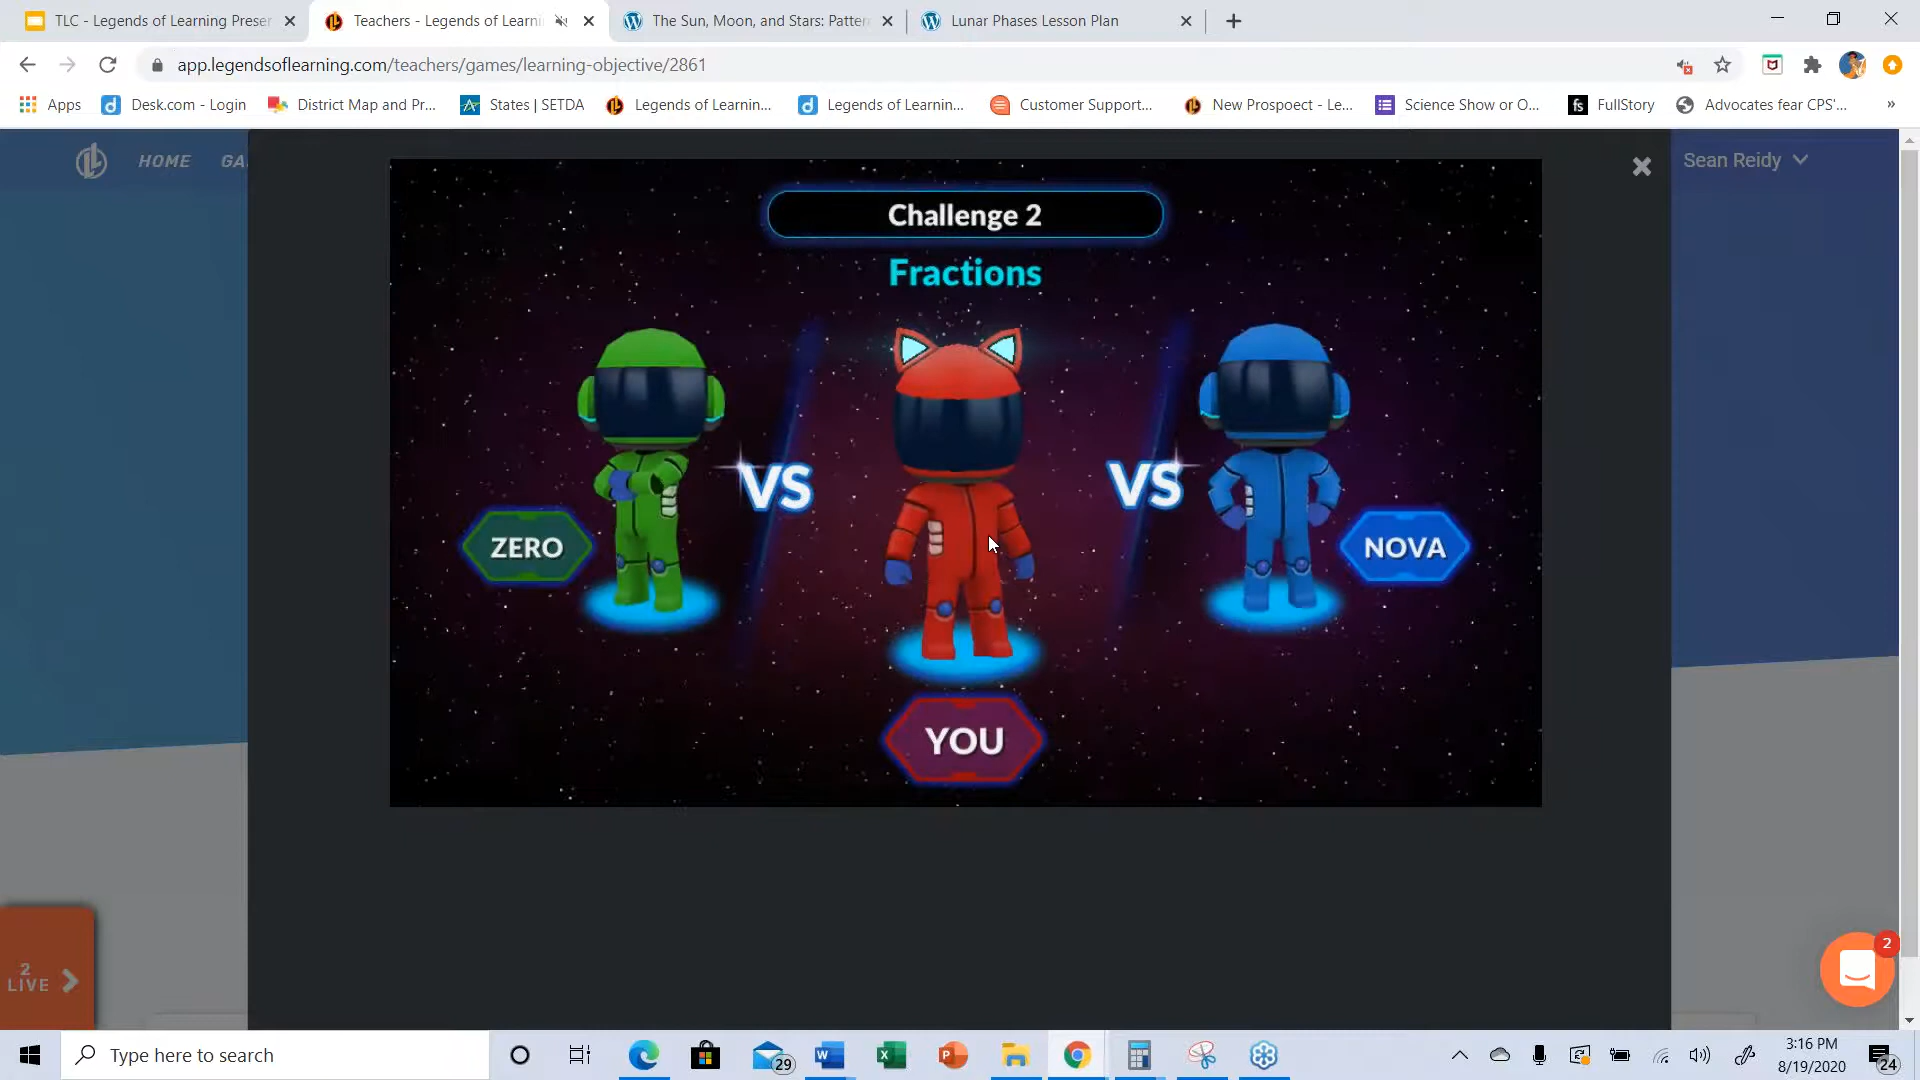 TLC - Legends of Learning Preser
Teachers - Legends of Learni
The Sun, Moon, and Stars: Patter
Lunar Phases Lesson Plan
app.legendsoflearning.com/teachers/games/learning-objective/2861
Apps
Desk.com - Login
District Map and Pr...
States | SETDA
Legends of Learnin...
Legends of Learnin...
Customer Support...
New Prospoect - Le...
Science Show or O...
FullStory
Advocates fear CPS'...
»
HOME
GA
Sean Reidy
Challenge 2
Fractions
VS
VS
ZERO
NOVA
YOU
2
LIVE
2
Type here to search
29
3:16 PM
8/19/2020
24